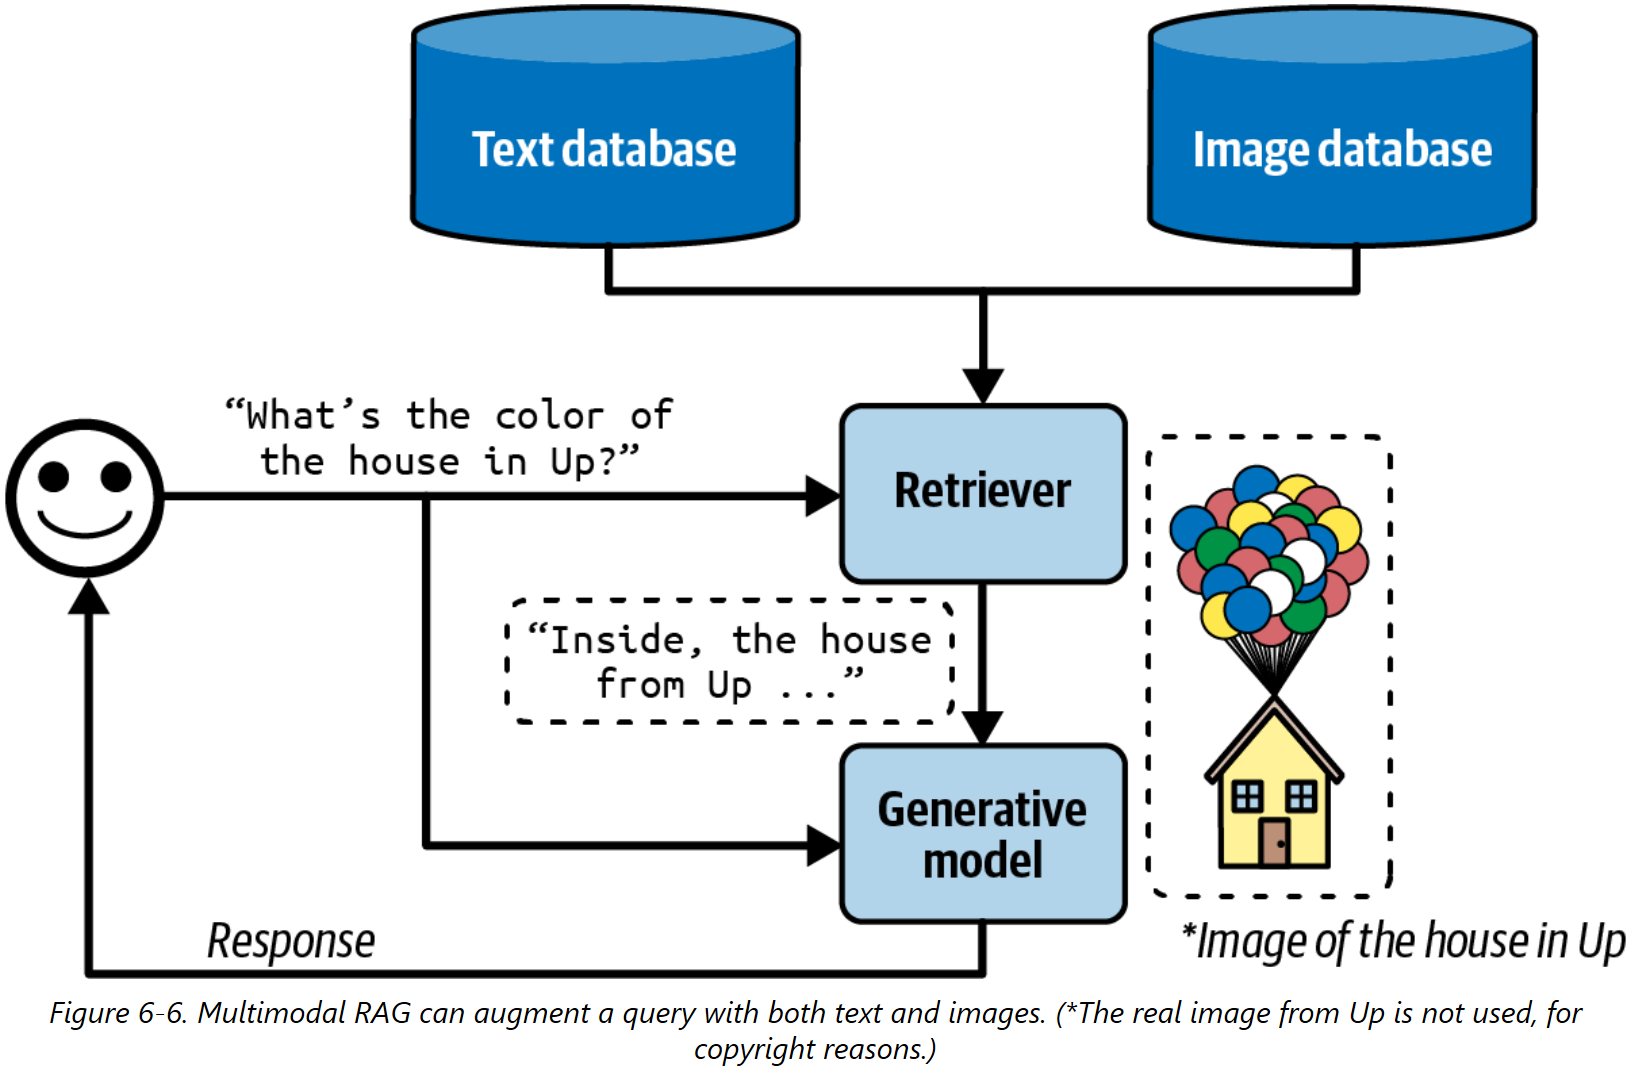 Text database
Image database
“What’s the color of
the house in Up?”
Retriever
“Inside, the house
from Up ...”
Generative
model
Response
*Image of the house in Up
Figure 6-6. Multimodal RAG can augment a query with both text and images. (*The real image from Up is not used, for
copyright reasons.)